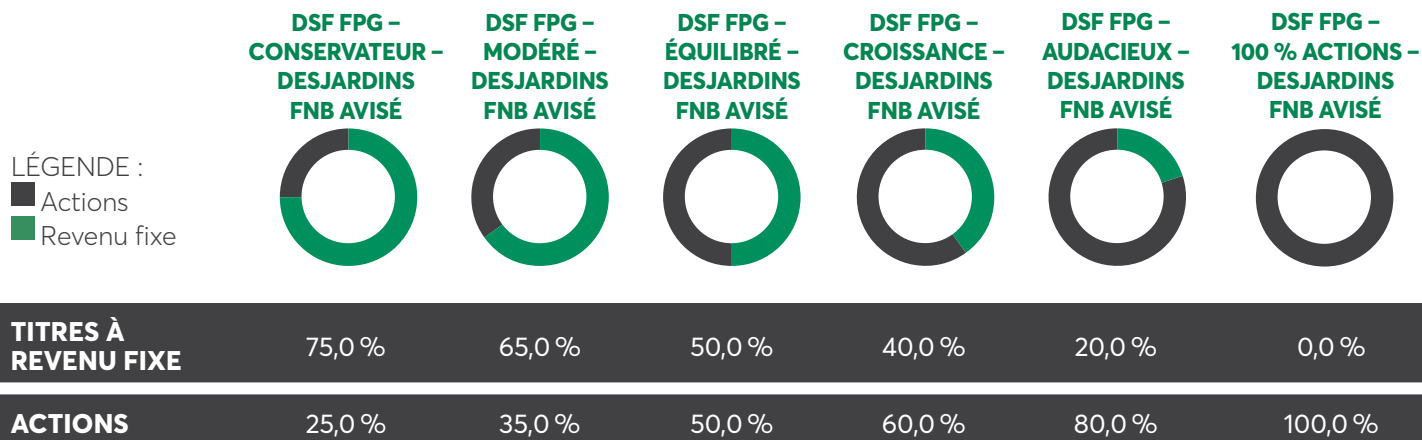 DSF FPG –
CONSERVATEUR –
DESJARDINS
FNB AVISÉ
DSF FPG –
MODÉRÉ –
DESJARDINS
FNB AVISÉ
DSF FPG –
ÉQUILIBRÉ –
DESJARDINS
FNB AVISÉ
DSF FPG –
CROISSANCE –
DESJARDINS
FNB AVISÉ
DSF FPG –
AUDACIEUX –
DESJARDINS
FNB AVISÉ
DSF FPG –
100 % ACTIONS –
DESJARDINS
FNB AVISÉ
LÉGENDE :
Actions
Revenu fixe
TITRES À
REVENU FIXE
75,0 % 65,0 % 50,0 % 40,0 % 20,0 % 0,0 %
ACTIONS 25,0 % 35,0 % 50,0 % 60,0 % 80,0 % 100,0 %